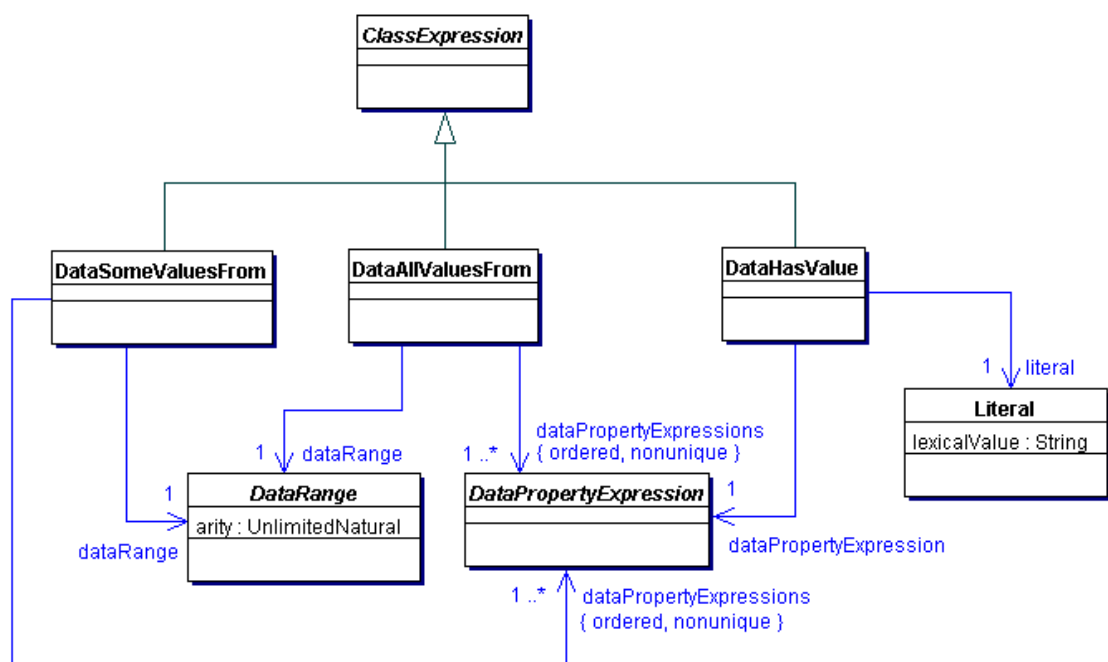 ClassExpression
DataSomeValuesFrom
DataAllValuesFrom
DataHasValue
1
literal
Literal
lexicalValue : String
dataPropertyExpressions
1 ..*
{ ordered, nonunique }
1
dataRange
DataRange
arity : UnlimitedNatural
1
dataRange
DataPropertyExpression
1
dataPropertyExpression
1 ..*
dataPropertyExpressions
{ ordered, nonunique }